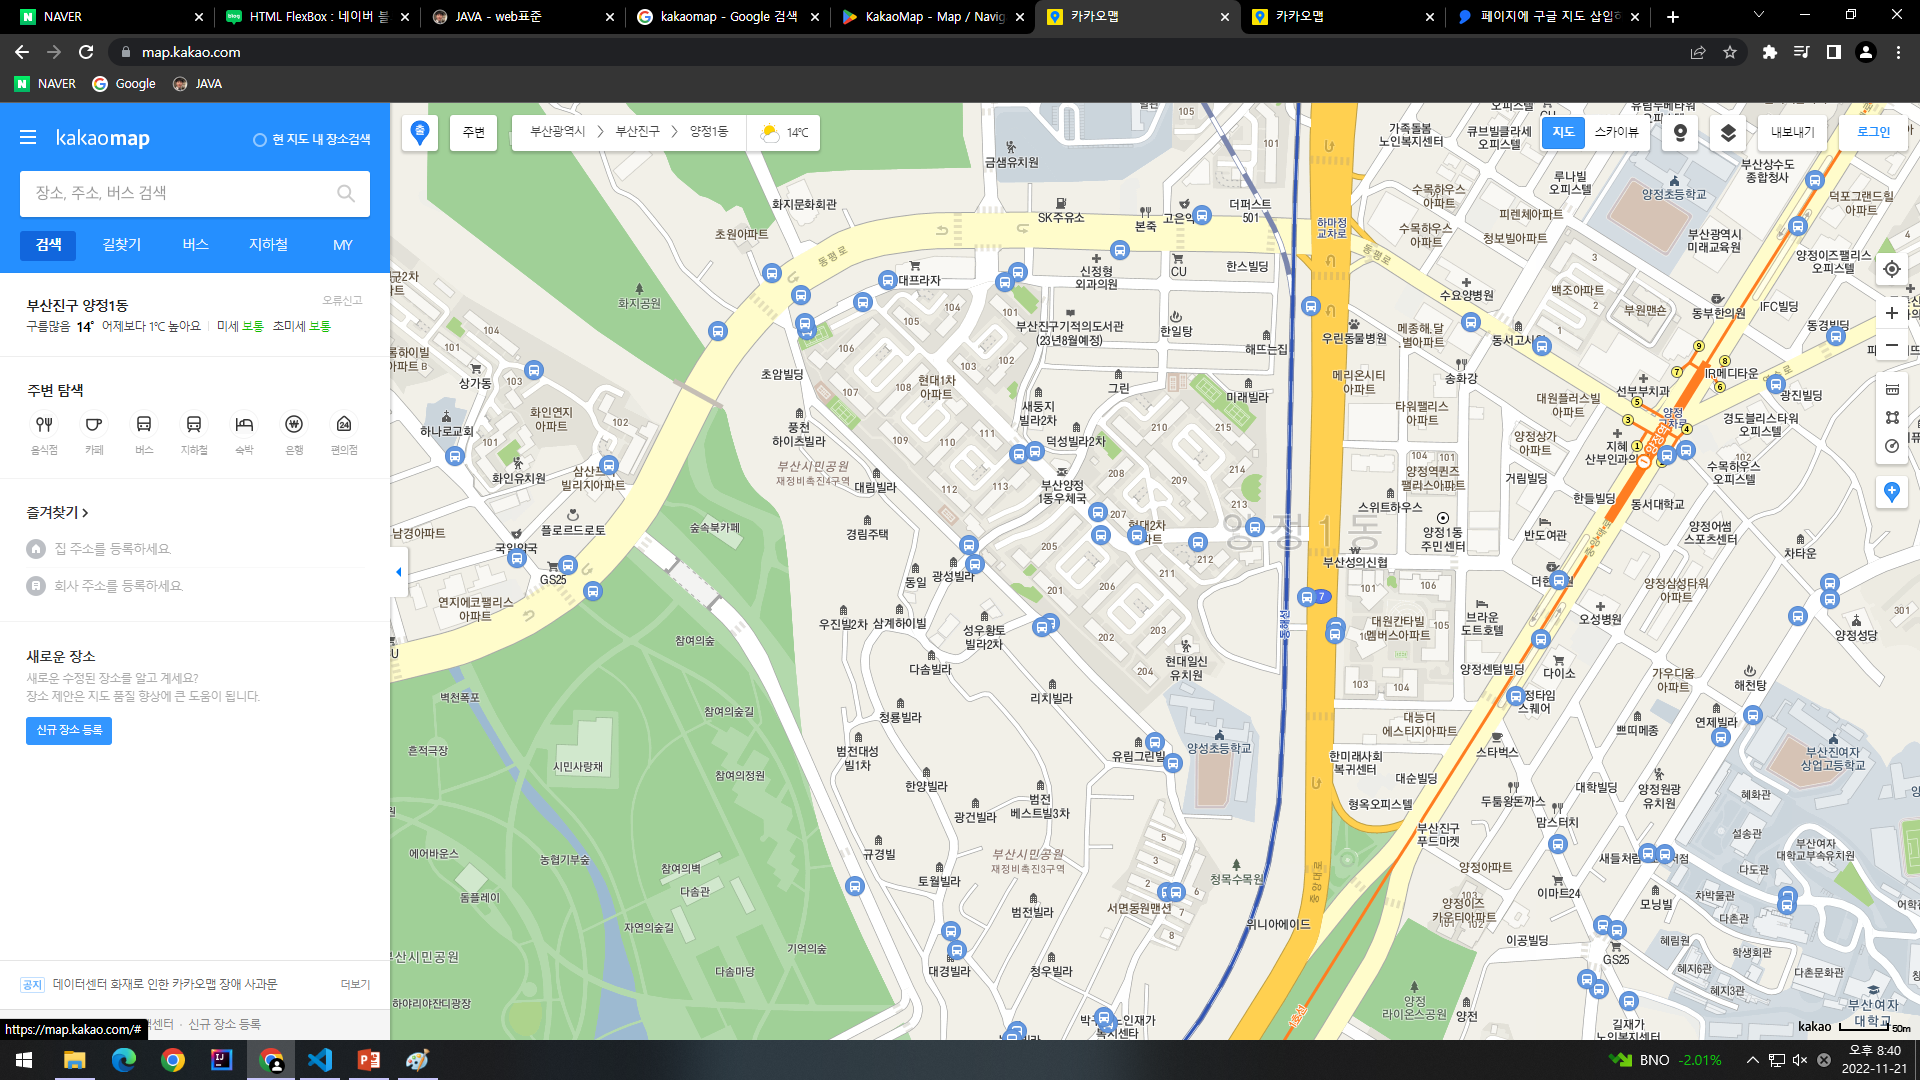 NAVER
HTML FlexBox : 네이버 블
JAVA - web표준
kakaomap - Google 검색
KakaoMap - Map / Navig
카카오맵
카카오맵
페이지에 구글 지도 삽입하
map.kakao.com
NAVER
Google
JAVA
kakaomap
현 지도 내 장소검색
장소, 주소, 버스 검색
검색
길찾기
버스
지하철
MY
부산진구 양정1동
오류신고
구름많음 14° 어제보다 1℃ 높아요 미세 보통 초미세 보통
주변 탐색
음식점
카페
버스
지하철
숙박
은행
편의점
즐겨찾기
집 주소를 등록하세요.
회사 주소를 등록하세요.
새로운 장소
새로운 수정된 장소를 알고 계세요?
장소 제안은 지도 품질 향상에 큰 도움이 됩니다.
신규 장소 등록
공지 데이터센터 화재로 인한 카카오맵 장애 사과문
더보기
신규 장소 등록
https://map.kakao.com/#
출
주변
부산광역시
부산진구
양정1동
14℃
지도
스카이뷰
내보내기
로그인
금샘유치원
화지문화회관
초원아파트
SK주유소
본죽
더퍼스트
501
하마정
교차로
동평로
화지공원
대프라자
신정형
외과의원
CU
한스빌딩
부산진구기적의도서관
(23년8월예정)
한일탕
해뜨는집
우린동물병원
초암빌딩
현대1차
아파트
그린
미래빌라
메리온시티
아파트
새둥지
빌라2차
덕성빌라2차
풍천
하이츠빌라
상가동
화인연지
아파트
하나로교회
화인유치원
부산시민공원
재정비촉진4구역
대림빌라
부산양정
1동우체국
경림주택
숲속북카페
플로르드로토
남경아파트
국일약국
GS25
연지에코팰리스
아파트
동일
광성빌라
우진빌2차
삼계하이빌
성우황토
빌라2차
다솜빌라
리치빌라
현대일신
유치원
양정1동
부산성의신협
동해선
참여의숲
벽천폭포
참여의숲길
청룡빌라
범전대성
빌1차
유림그린빌
양성초등학교
흔적극장
시민사랑채
참여의정원
한양빌라
광건빌라
범전
베스트빌3차
에어바운스
농협기부숲
참여의벽
다솜관
규경빌
토월빌라
부산시민공원
재정비촉진3구역
청목수목원
돔플레이
자연의숲길
범전빌라
서면동원맨션
위니아에이드
기억의숲
다솜마당
대경빌라
청우빌라
하야리아잔디광장
가족돌봄
노인복지센터
큐브빌클라세
오피스텔
루나빌
오피스텔
양정초등학교
부산상수도
종합청사
덕포그랜드힐
아파트
수목하우스
아파트
피렌체아파트
청보빌아파트
수목하우스
아파트
부산광역시
미래교육원
양정이즈팰리스
오피스텔
수요양병원
백조아파트
부원맨숀
동부한의원
IFC빌딩
동경빌딩
동서고시
송화강
선부부치과
IR메디타운
광진빌딩
타워팰리스
아파트
대원플러스빌
아파트
경도블리스타워
오피스텔
양정상가
아파트
지혜
산부인과의
양정역
양정역퀸즈
팰리스아파트
거림빌딩
수목하우스
오피스텔
스위트하우스
한들빌딩
동서대학교
양정1동
주민센터
반도여관
양정어썸
스포츠센터
차타운
양정삼성타워
아파트
브라운
도트호텔
오성병원
양정성당
대원칸타빌
멤버스아파트
양정센텀빌딩
다이소
가우디움
아파트
해천탕
스퀘어
연제빌라
대능더
에스티지아파트
스타벅스
쁘띠메종
부산진여자
상업고등학교
한미래사회
복귀센터
대순빌딩
두툼왕돈까스
대학빌딩
양정원광
유치원
혜화관
형옥오피스텔
맘스터치
설송관
부산진구
푸드마켓
양정아파트
부산여자
대학교부속유치원
다도관
이마트24
모닝빌
차박물관
다촌관
양정이즈
카운티아파트
이공빌딩
혜림원
학생회관
GS25
혜지6관
다촌문화관
혜지3관
양정
라이온스공원
양전
길재가
노인복지센터
부산여자
대학교
중앙대로
1호선
kakao
50m
BNO -2.01%
오후 8:40
2022-11-21